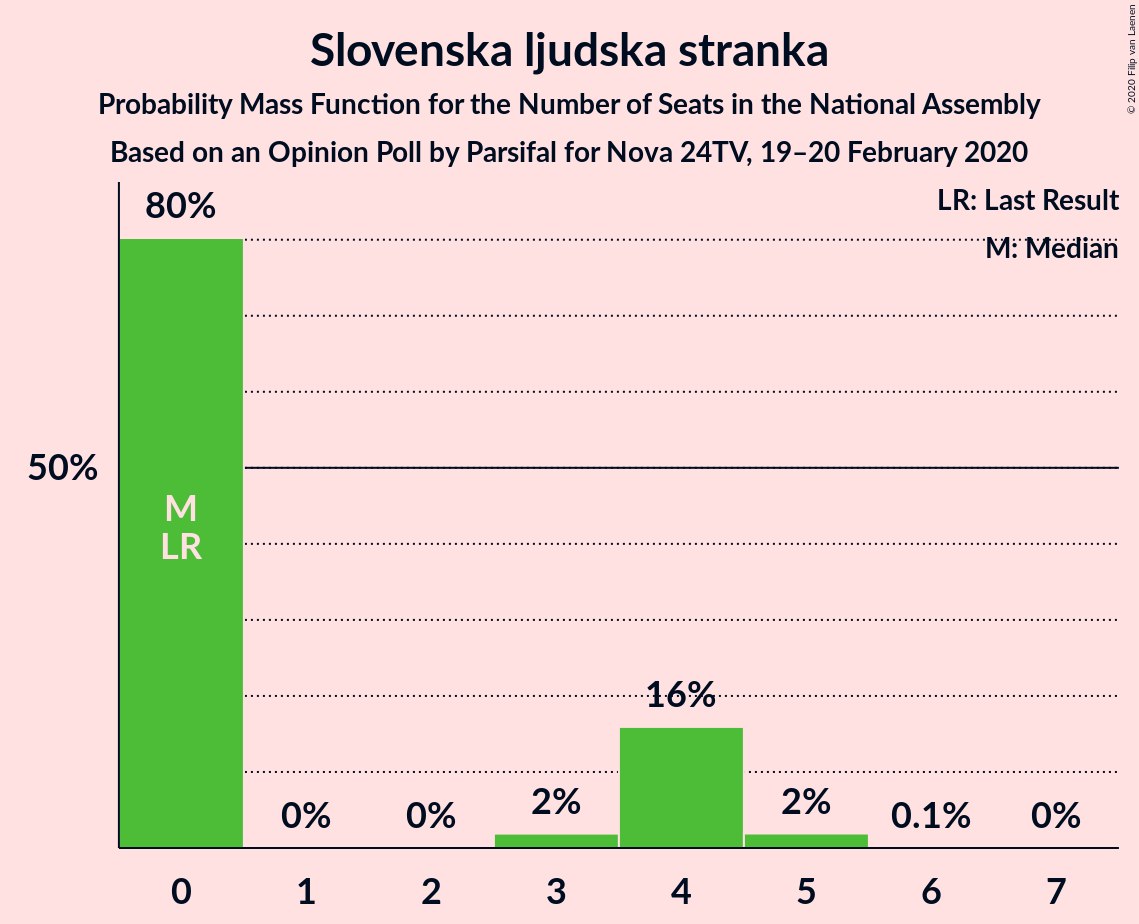 Slovenska ljudska stranka
Probability Mass Function for the Number of Seats in the National Assembly
Based on an Opinion Poll by Parsifal for Nova 24TV, 19–20 February 2020
© 2020 Filip van Laenen
LR: Last Result
M: Median
80%
50%
M
LR
0%
0%
2%
16%
2%
0.1%
0%
0 1 2 3 4 5 6 7